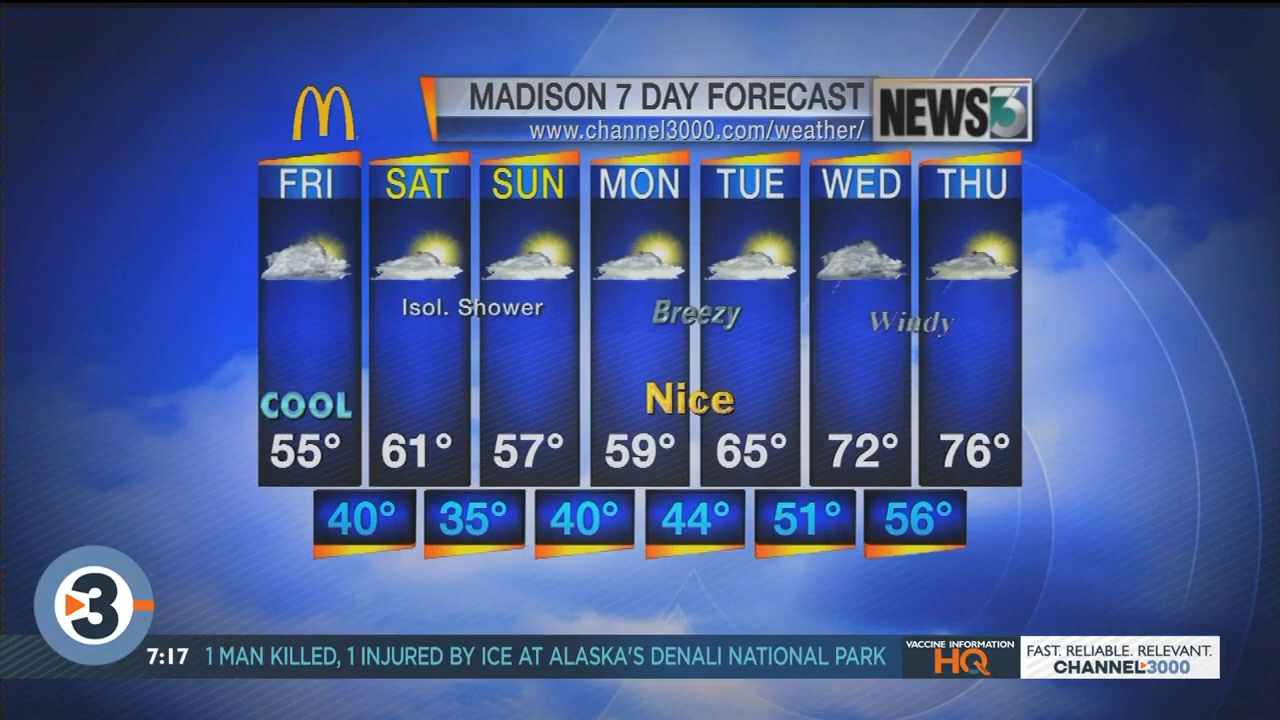 MADISON 7 DAY FORECAST
www.channel3000.com/weather/
NEWS3
FRI SAT SUN MON TUE WED THU
Isol. Shower
Breezy
Windy
COOL
Nice
55° 61° 57° 59° 65° 72° 76°
40° 35° 40° 44° 51° 56°
3
7:17 1 MAN KILLED, 1 INJURED BY ICE AT ALASKA'S DENALI NATIONAL PARK
VACCINE INFORMATION
HQ
FAST. RELIABLE. RELEVANT.
CHANNEL3000